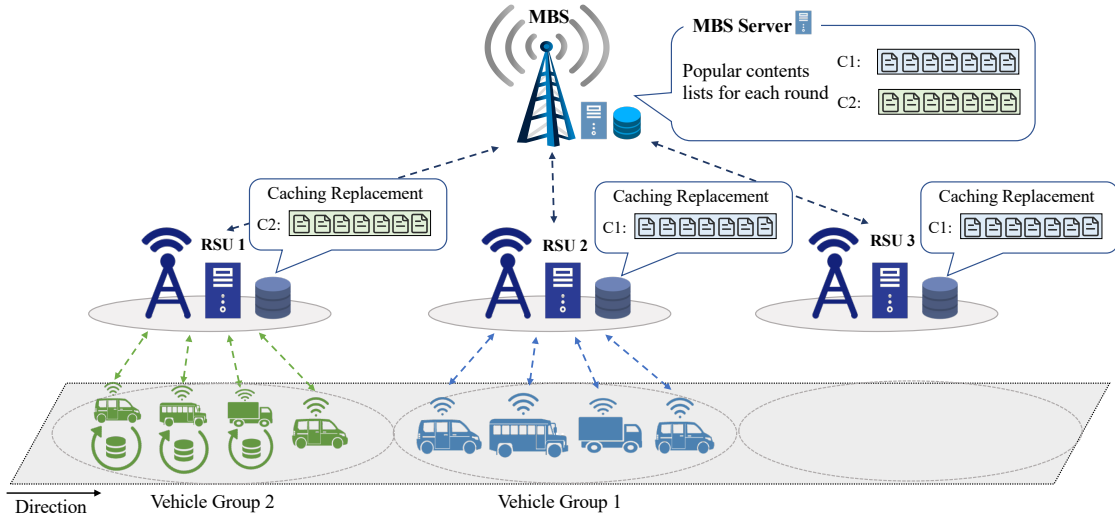 MBS
MBS Server
Popular contents
lists for each round
C1:
C2:
Caching Replacement
C2:
Caching Replacement
C1:
Caching Replacement
C1:
RSU 1
RSU 2
RSU 3
Direction
Vehicle Group 2
Vehicle Group 1